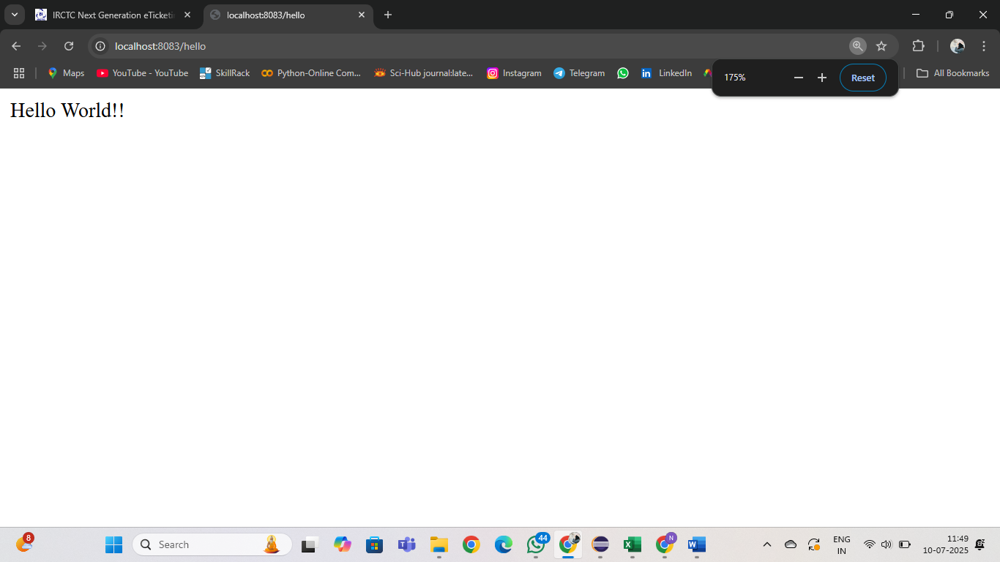 IRCTC Next Generation eTicketi
localhost:8083/hello
localhost:8083/hello
Maps
YouTube - YouTube
SkillRack
Python-Online Com...
Sci-Hub journal:late...
Instagram
Telegram
LinkedIn
All Bookmarks
175%
Reset
Hello World!!
8
Search
44
N
ENG
IN
11:49
10-07-2025